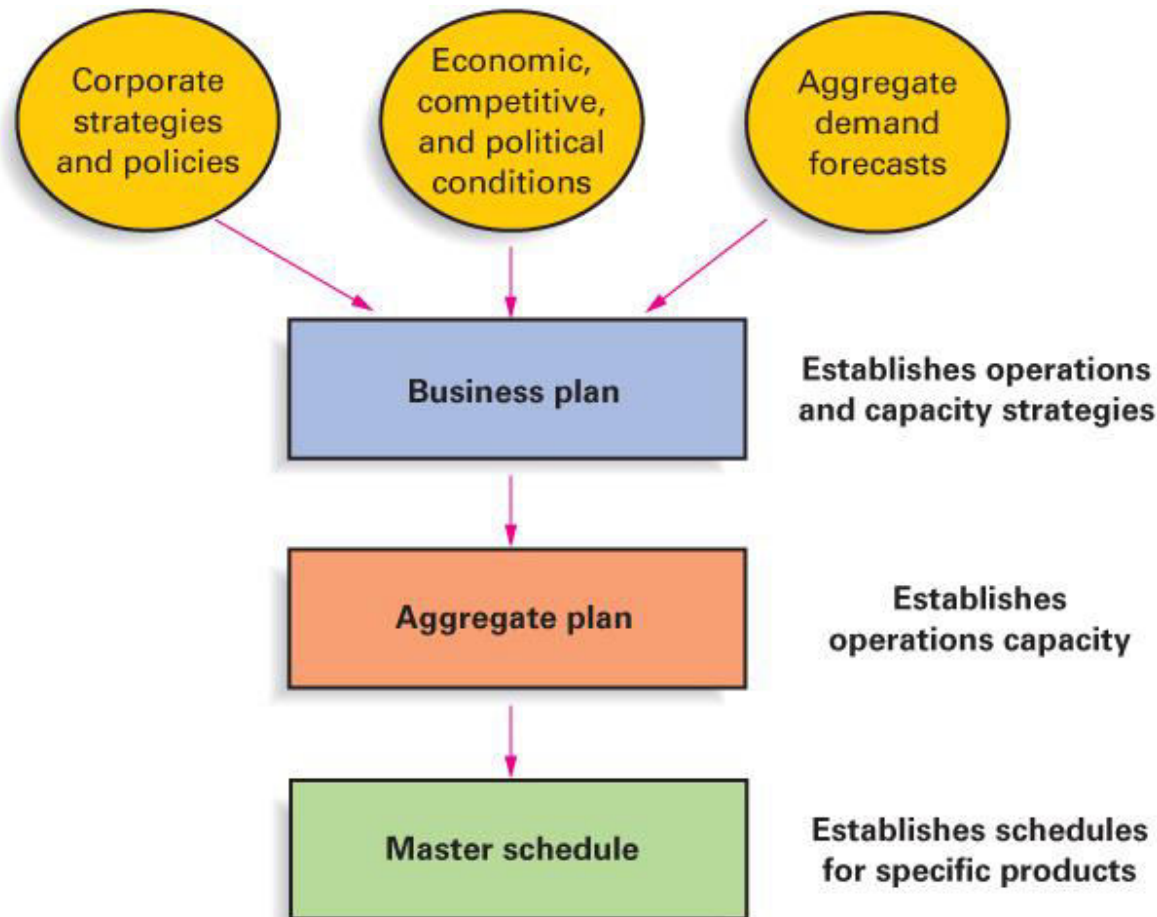 Corporate
strategies
and policies
Economic,
competitive,
and political
conditions
Aggregate
demand
forecasts
Business plan
Establishes operations
and capacity strategies
Aggregate plan
Establishes
operations capacity
Master schedule
Establishes schedules
for specific products